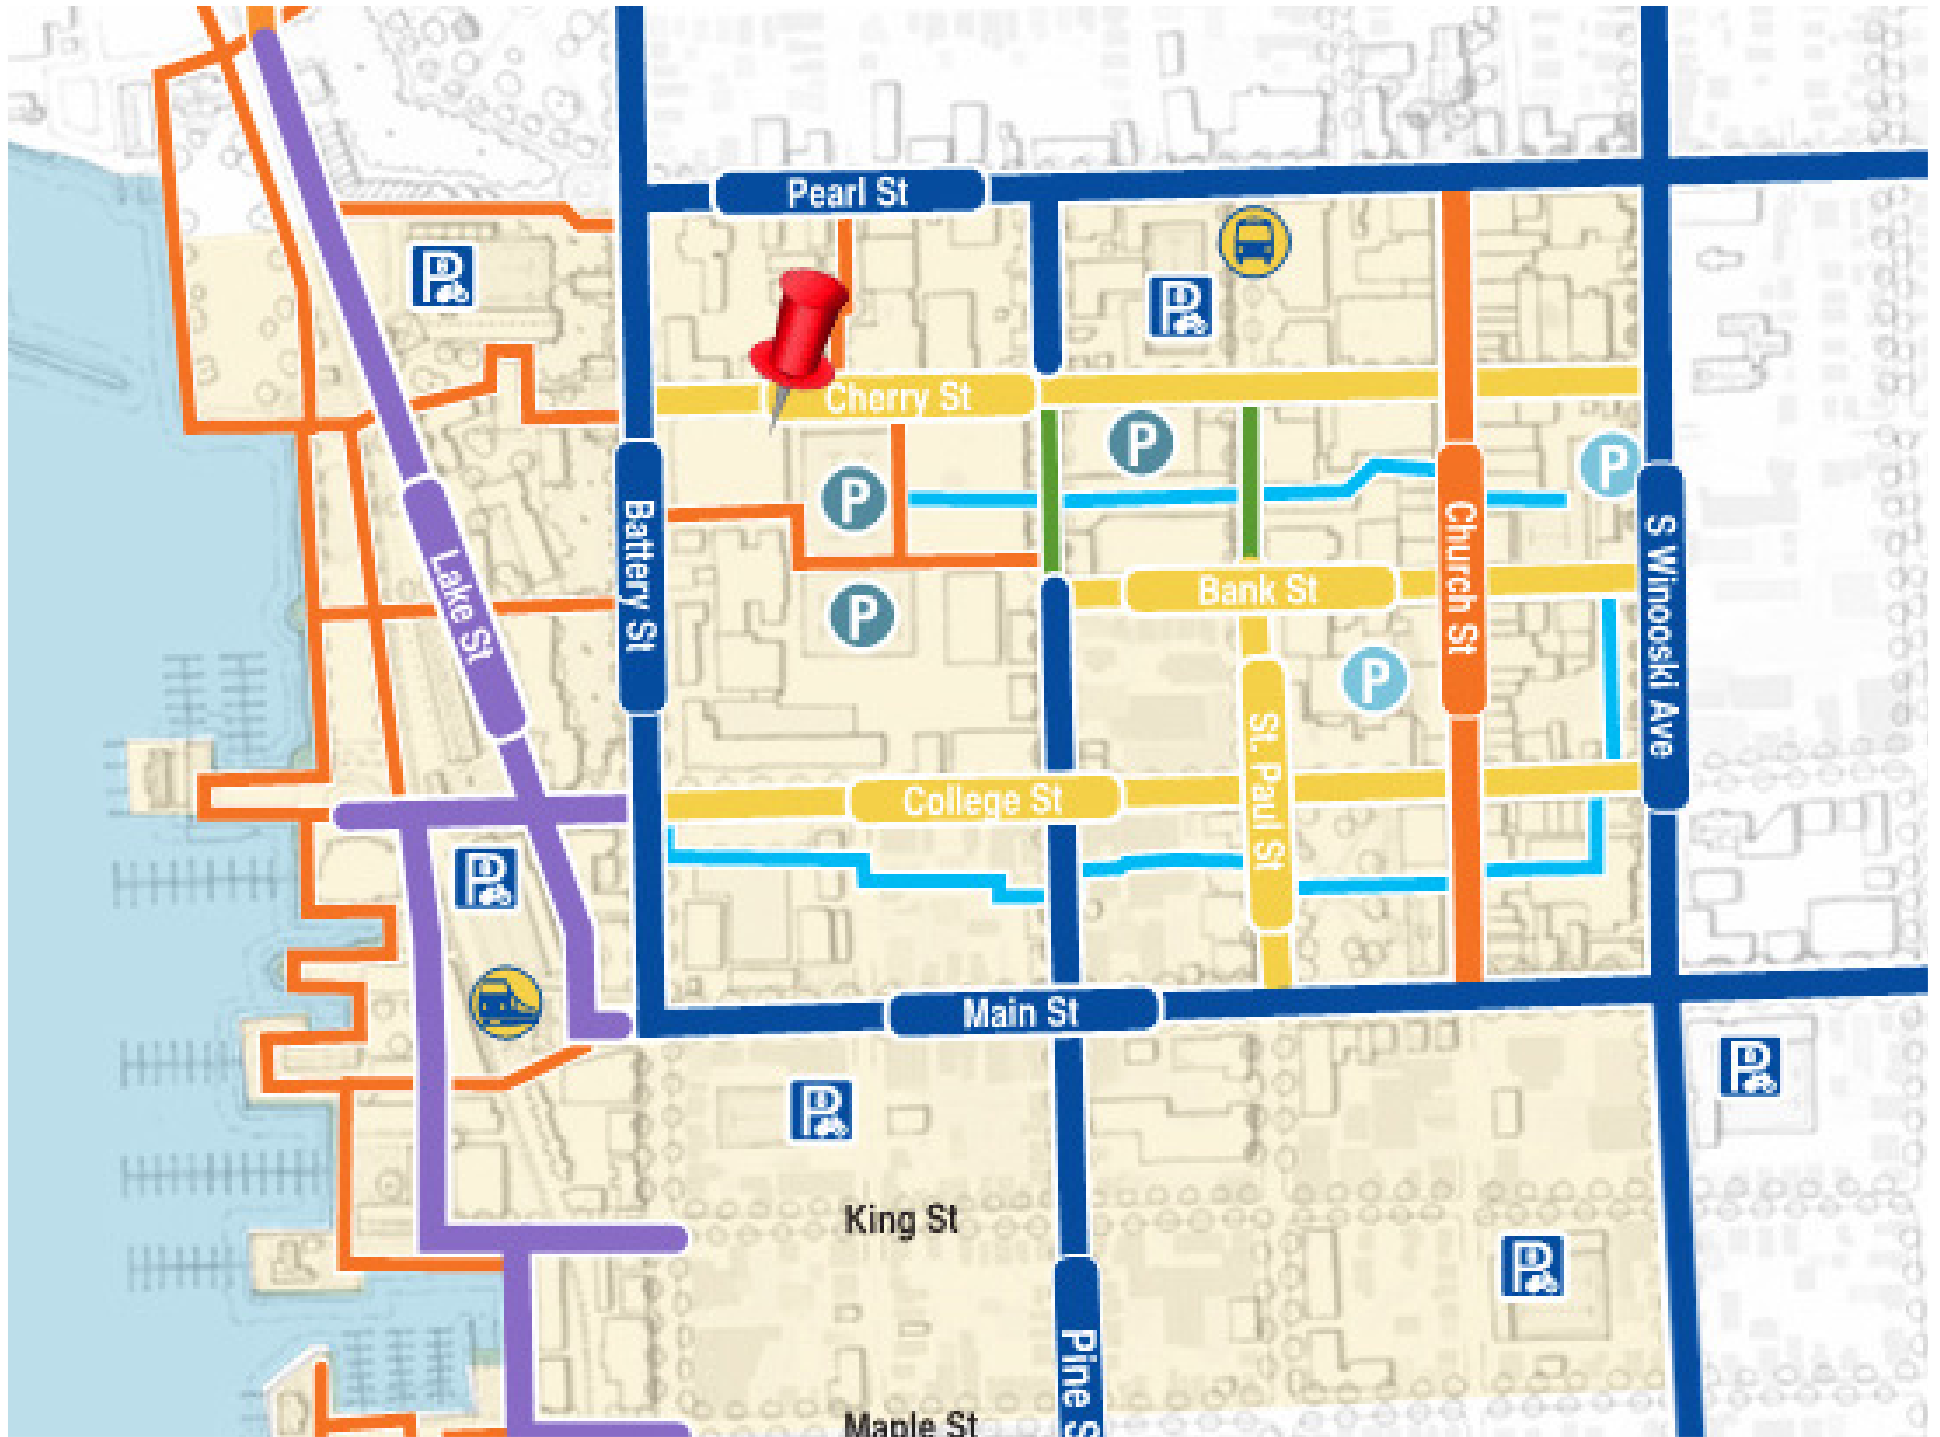 Pearl St
Cherry St
Battery St
Lake St
Church St
S Winooski Ave
Bank St
St. Paul St
College St
Main St
King St
Pine S
Maple St
P
P
P
P
P
P
P
P
P
P
P